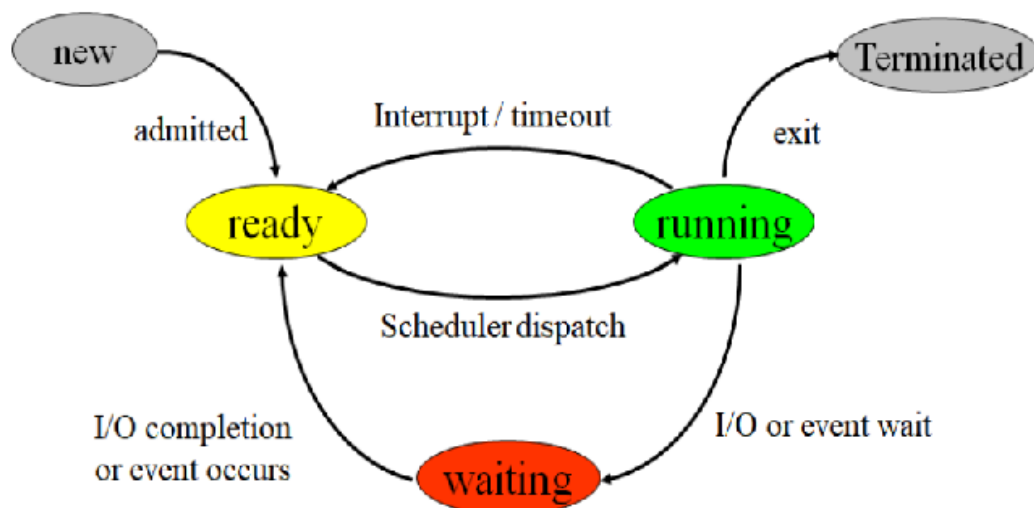 new
Terminated
admitted
Interrupt / timeout
exit
ready
running
Scheduler dispatch
I/O completion
or event occurs
I/O or event wait
waiting